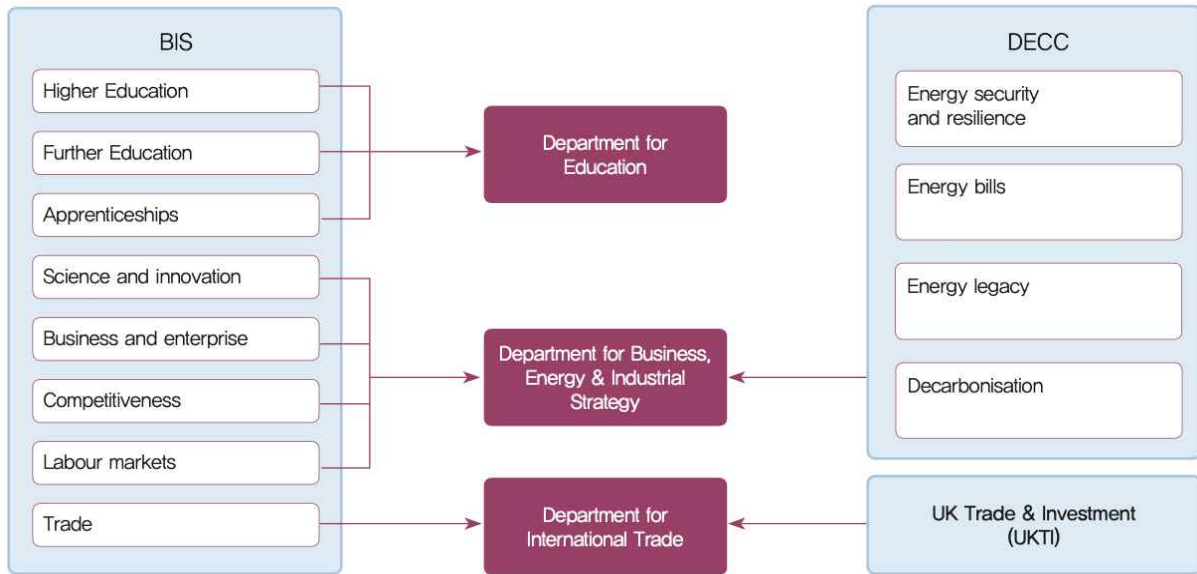 BIS
Higher Education
Further Education
Apprenticeships
Science and innovation
Business and enterprise
Competitiveness
Labour markets
Trade
Department for
Education
Department for Business,
Energy & Industrial
Strategy
Department for
International Trade
DECC
Energy security
and resilience
Energy bills
Energy legacy
Decarbonisation
UK Trade & Investment
(UKTI)